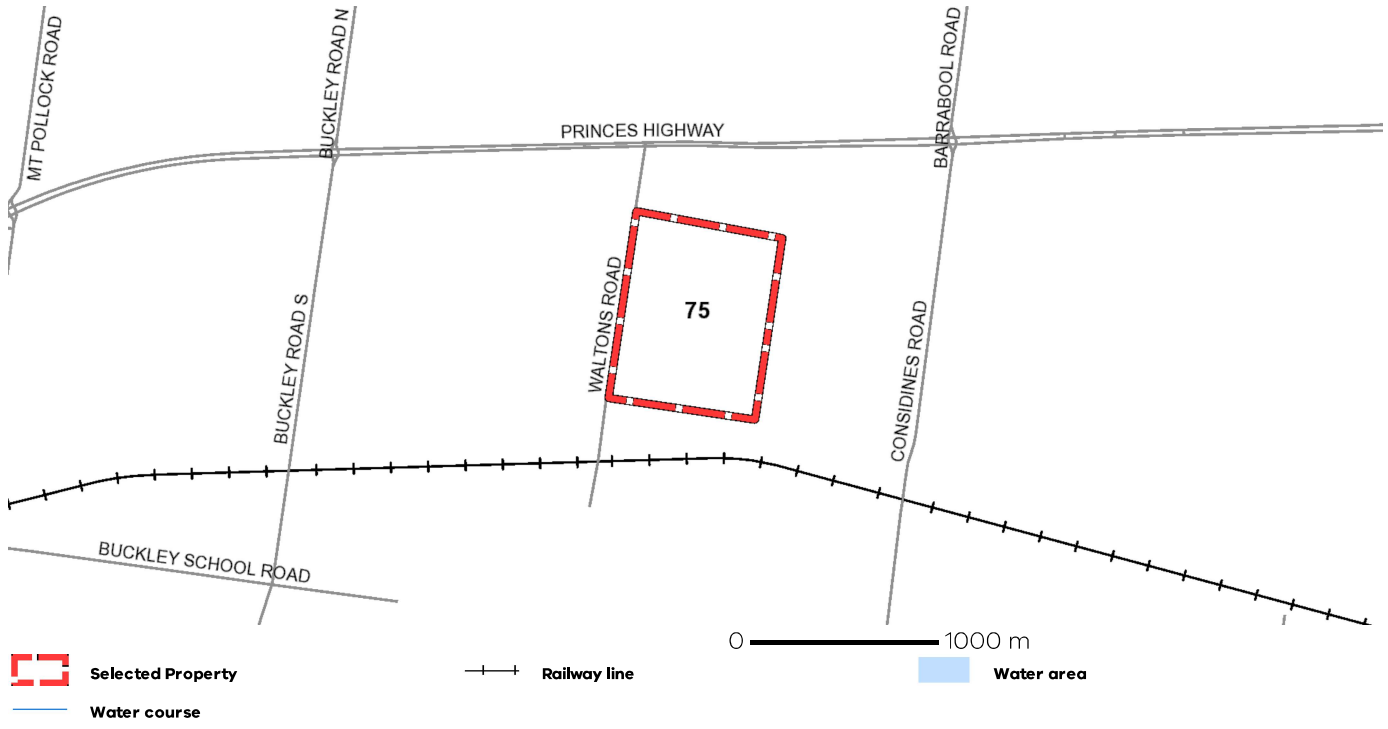 MT POLLOCK ROAD
BUCKLEY ROAD N
BARRABOOL ROAD
PRINCES HIGHWAY
WALTONS ROAD
75
BUCKLEY ROAD S
CONSIDINES ROAD
BUCKLEY SCHOOL ROAD
0 1000 m
Selected Property
Railway line
Water area
Water course